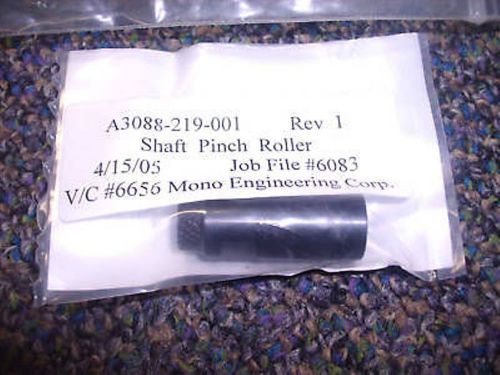 A3088-219-001 Rev 1
Shaft Pinch Roller
4/15/05 Job File #6083
V/C #6656 Mono Engineering Corp.